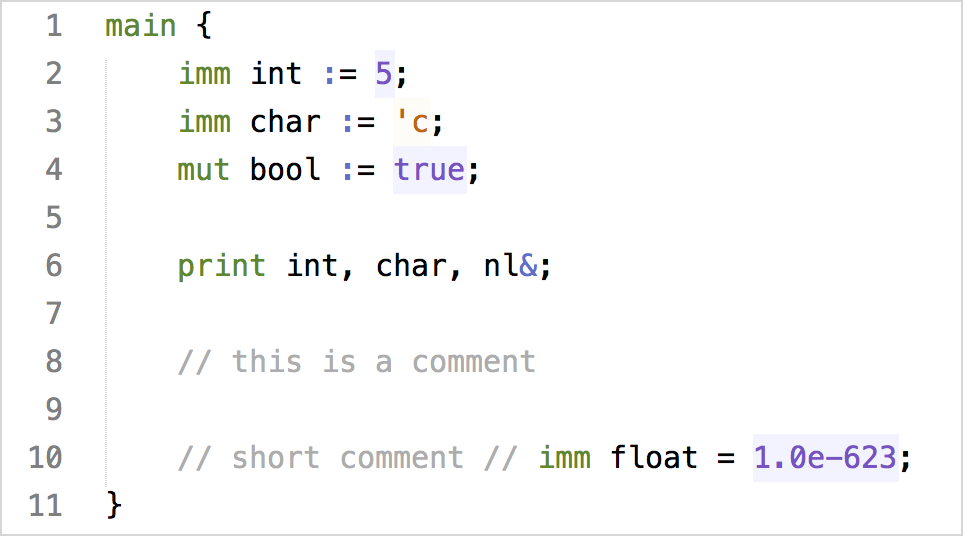 1 main {
2     imm int := 5;
3     imm char := 'c;
4     mut bool := true;
5
6     print int, char, nl&;
7
8     // this is a comment
9
10     // short comment // imm float = 1.0e-623;
11 }